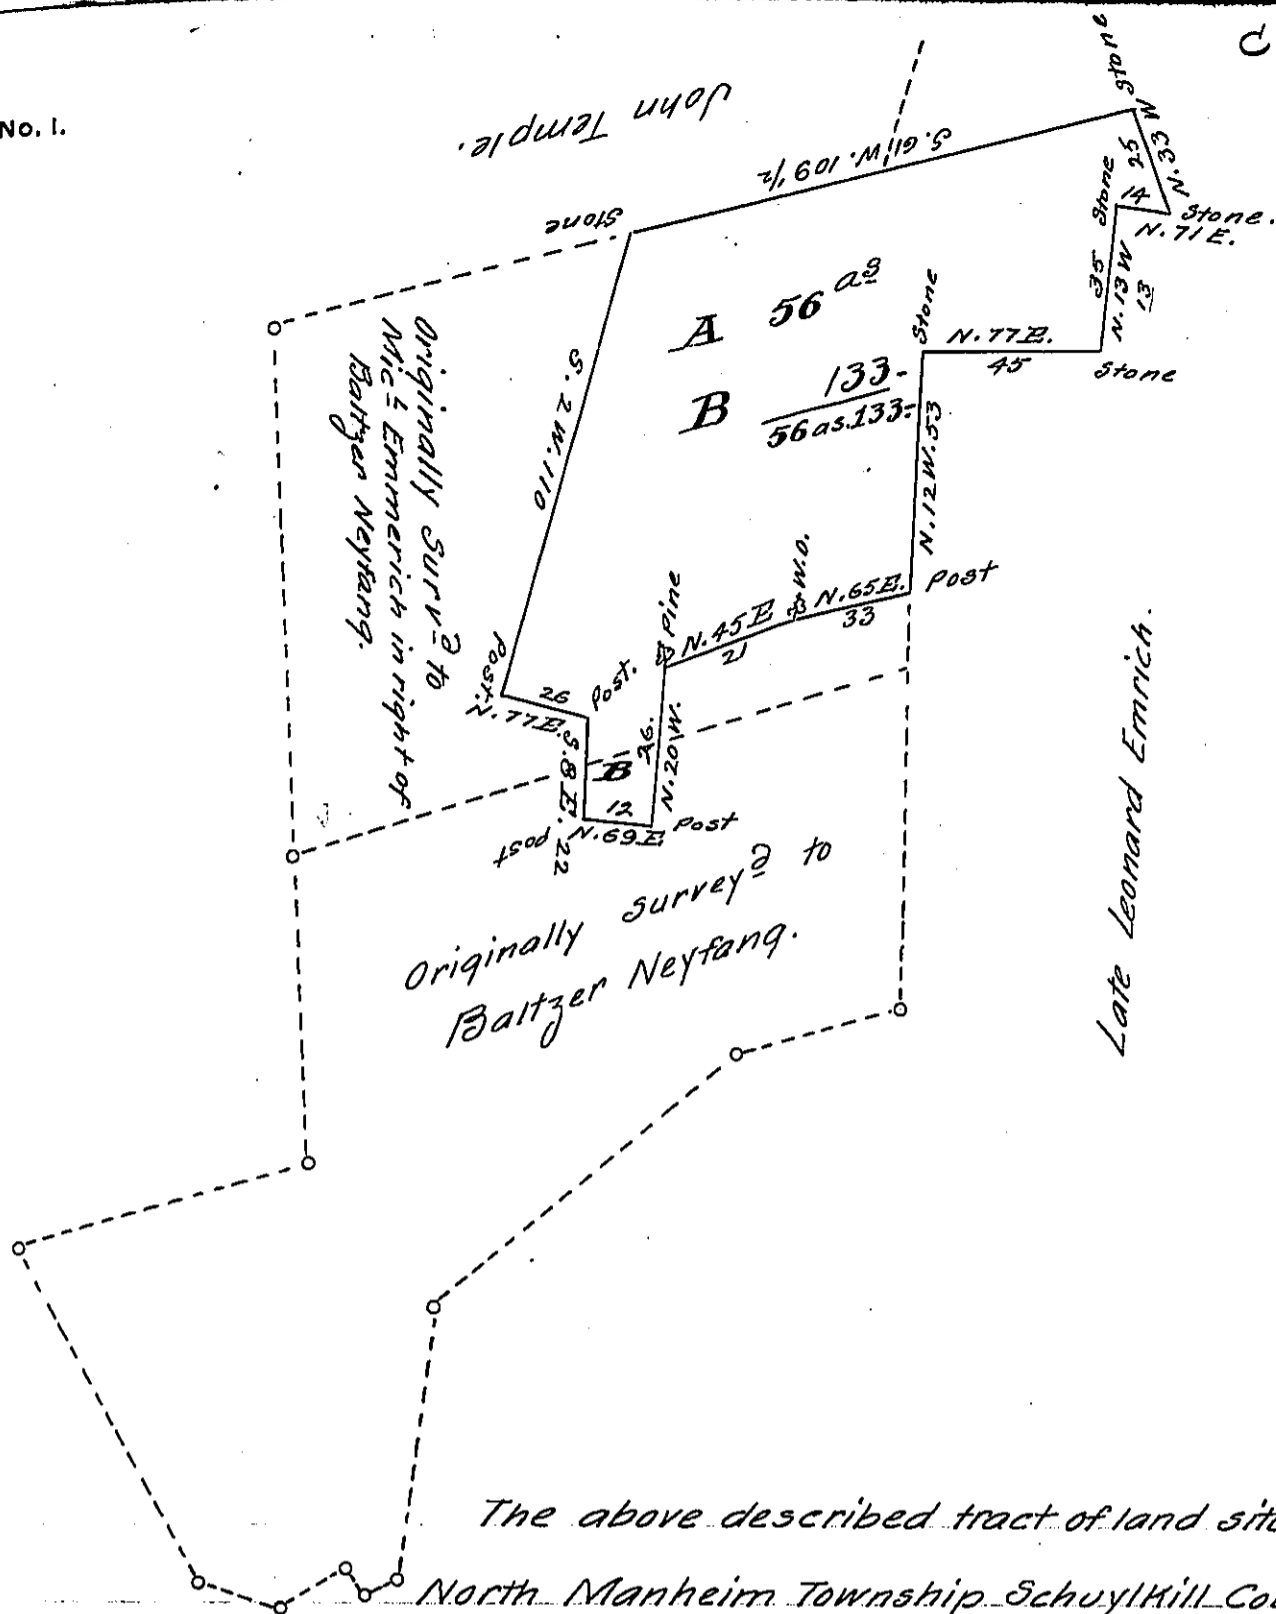 C
No. 1.
John Temple.
Stone
S. 61 W. 109 1/2
Stone
N. 33 W
25
Stone.
14
N. 71 E.
Stone
35
N. 13 W
13
Stone
N. 77 E.
45
Stone
N. 12 W. 53
Post
N. 65 E.
33
W.O.
N. 45 E
21
Pine
26.
N. 20 W.
Post
12
N. 69 E
Post
S. 8 E. 22
Post.
26
N. 77 E.
Post.
S. 2 W. 110
A 56 as
B 133-
56 as. 133-
B
Originally Surv d to
Mic l Emmerich in right of
Baltzer Neyfang.
Originally Survey d to
Baltzer Neyfang.
Late Leonard Emrich.
The above described tract of land situ
North Manheim Township Schuylkill Cou